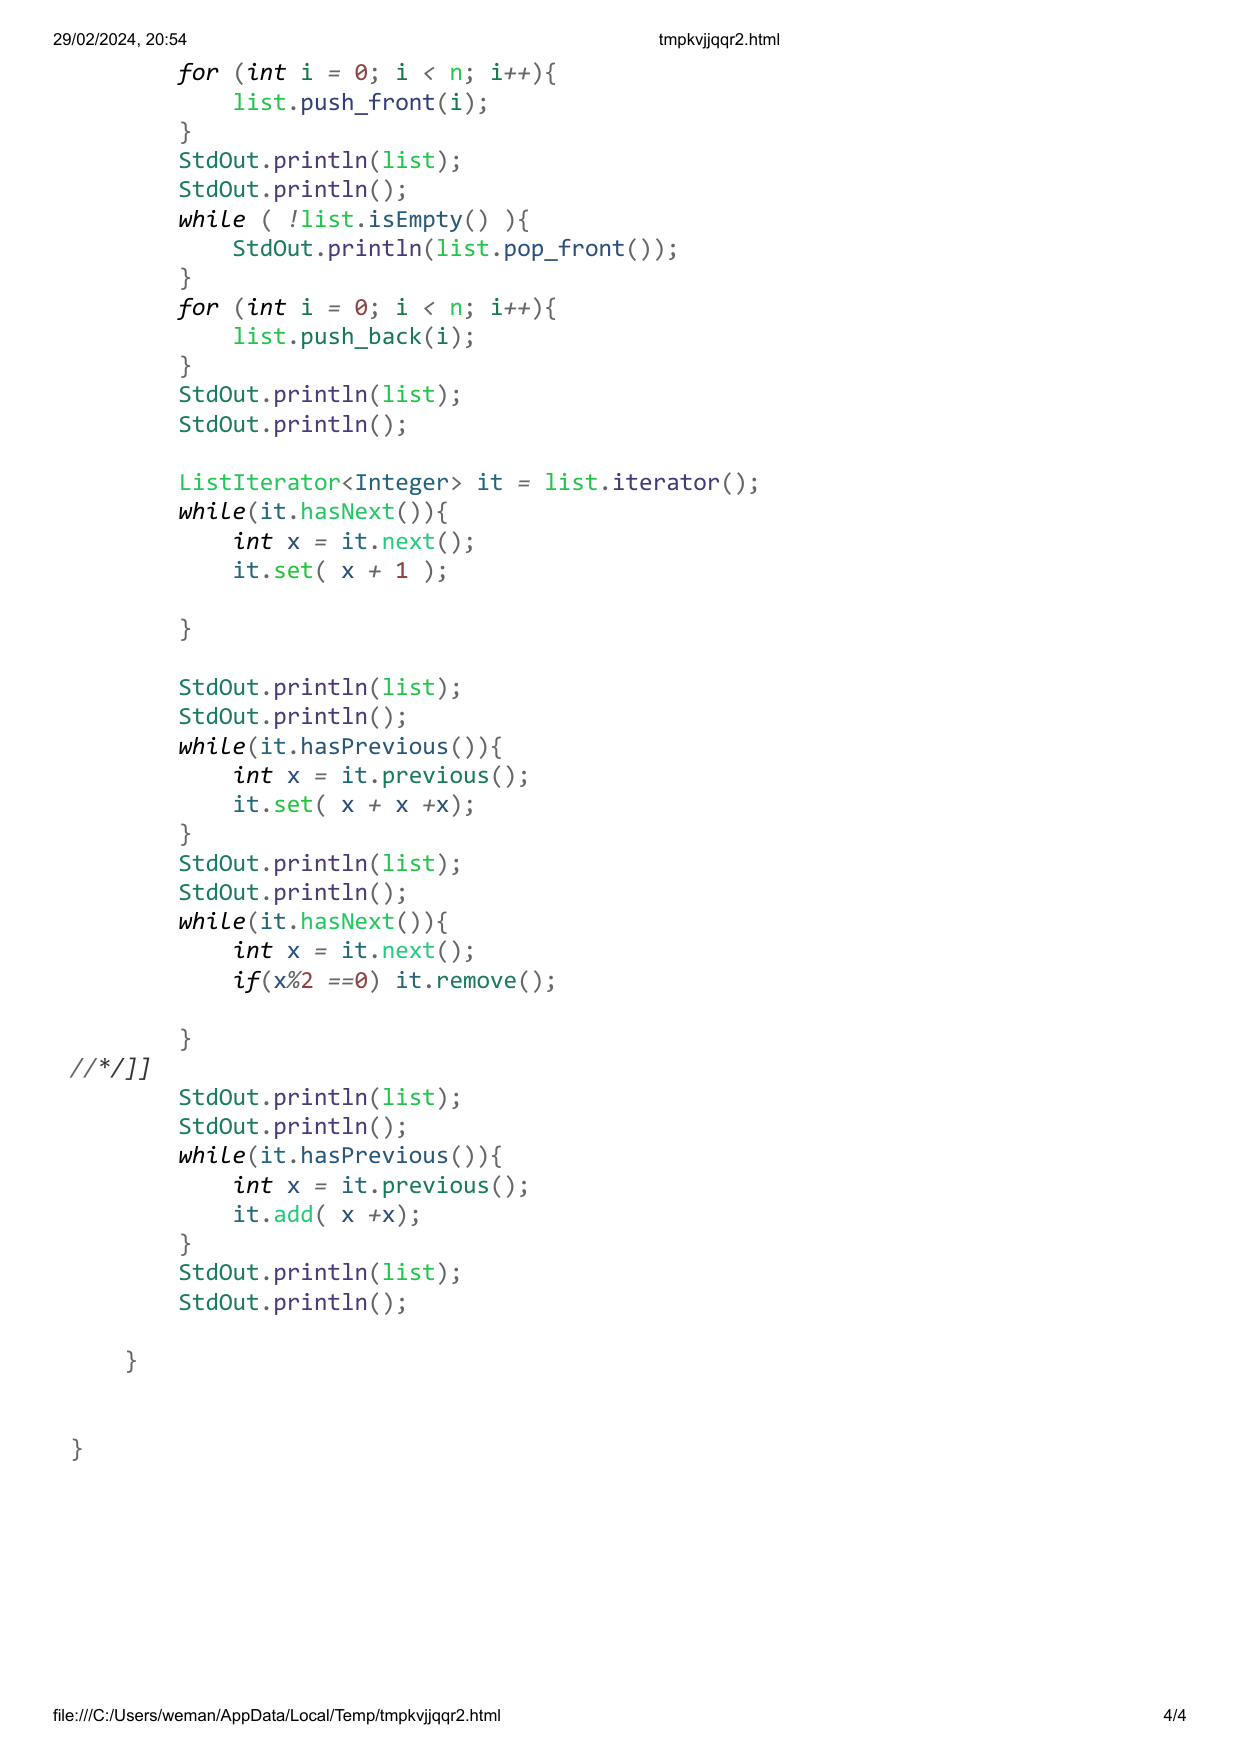 29/02/2024, 20:54 tmpkvjjqqr2.html
for (int i = 0; i < n; i++){
list.push_front(i);
}
StdOut.println(list);
StdOut.println();
while ( !list.isEmpty() ){
StdOut.println(list.pop_front());
}
for (int i = 0; i < n; i++){
list.push_back(i);
}
StdOut.println(list);
StdOut.println();
ListIterator<Integer> it = list.iterator();
while(it.hasNext()){
int x = it.next();
it.set( x + 1 );
}
StdOut.println(list);
StdOut.println();
while(it.hasPrevious()){
int x = it.previous();
it.set( x + x +x);
}
StdOut.println(list);
StdOut.println();
while(it.hasNext()){
int x = it.next();
if(x%2 ==0) it.remove();
}
//*/]]
StdOut.println(list);
StdOut.println();
while(it.hasPrevious()){
int x = it.previous();
it.add( x +x);
}
StdOut.println(list);
StdOut.println();
}
}
file:///C:/Users/weman/AppData/Local/Temp/tmpkvjjqqr2.html 4/4